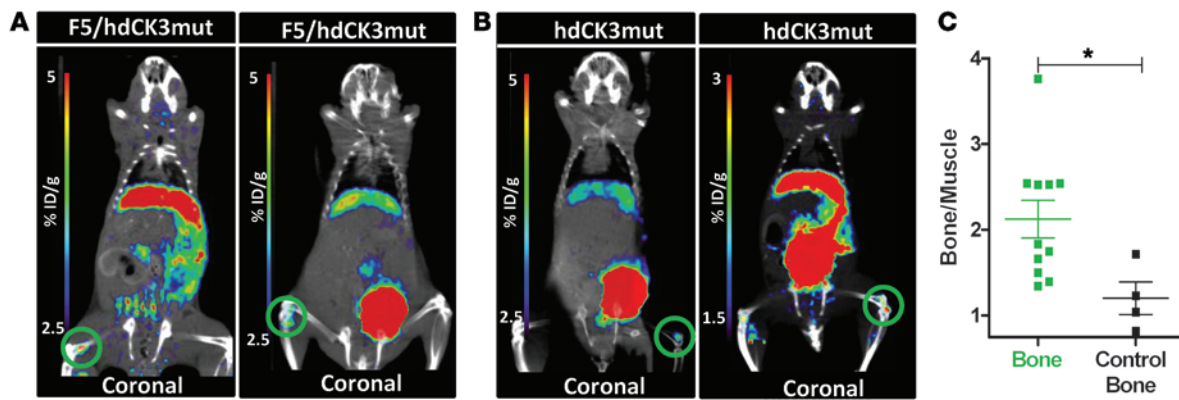 A
F5/hdCK3mut
F5/hdCK3mut
5
% ID/g
2.5
Coronal
5
% ID/g
2.5
Coronal
B
hdCK3mut
hdCK3mut
5
% ID/g
2.5
Coronal
3
% ID/g
1.5
Coronal
C
*
Bone/Muscle
4
3
2
1
Bone
Control
Bone